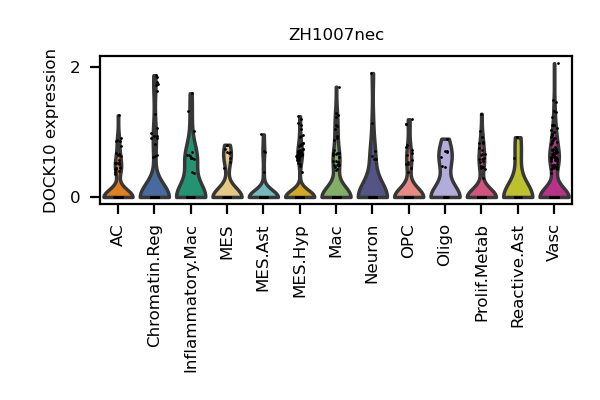 ZH1007nec
DOCK10 expression
2
0
AC
Chromatin.Reg
Inflammatory.Mac
MES
MES.Ast
MES.Hyp
Mac
Neuron
OPC
Oligo
Prolif.Metab
Reactive.Ast
Vasc